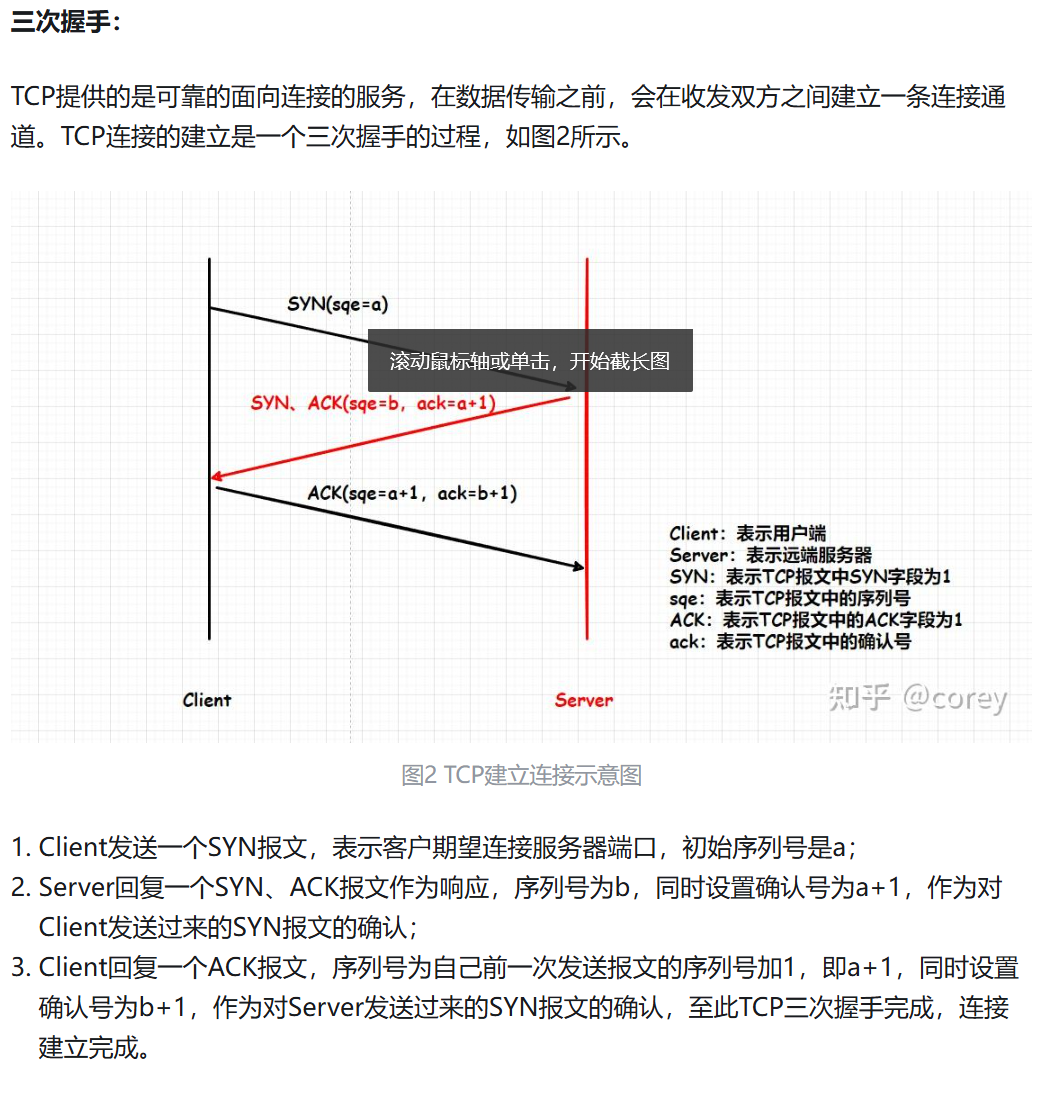 三次握手：
TCP提供的是可靠的面向连接的服务，在数据传输之前，会在收发双方之间建立一条连接通
道。TCP连接的建立是一个三次握手的过程，如图2所示。
SYN(sqe=a)
滚动鼠标轴或单击，开始截长图
SYN、ACK(sqe=b，ack=a+1)
ACK(sqe=a+1，ack=b+1)
Client：表示用户端
Server：表示远端服务器
SYN：表示TCP报文中SYN字段为1
sqe：表示TCP报文中的序列号
ACK：表示TCP报文中的ACK字段为1
ack：表示TCP报文中的确认号
Client
Server
知乎 @corey
图2 TCP建立连接示意图
1. Client发送一个SYN报文，表示客户期望连接服务器端口，初始序列号是a；
2. Server回复一个SYN、ACK报文作为响应，序列号为b，同时设置确认号为a+1，作为对
Client发送过来的SYN报文的确认；
3. Client回复一个ACK报文，序列号为自己前一次发送报文的序列号加1，即a+1，同时设置
确认号为b+1，作为对Server发送过来的SYN报文的确认，至此TCP三次握手完成，连接
建立完成。